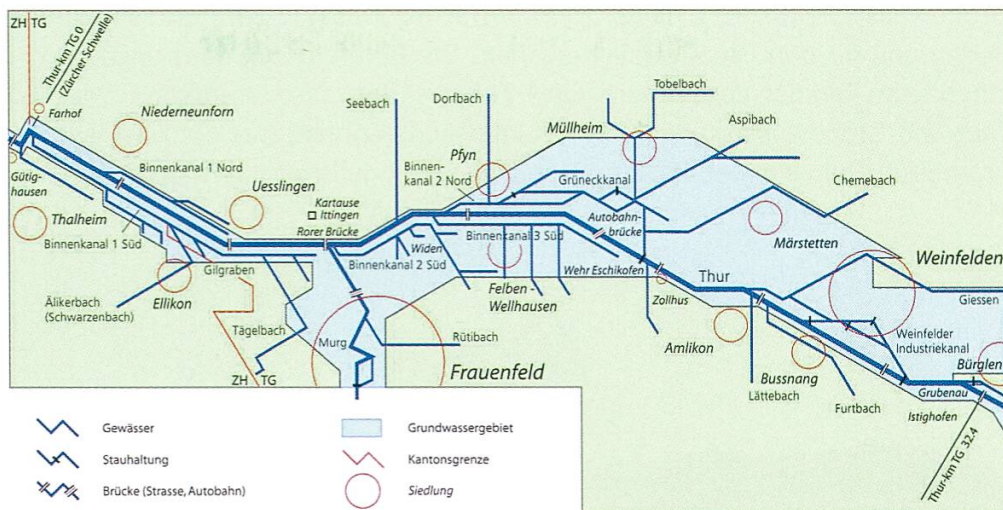 ZH TG
Thur-km TG 0
(Zürcher Schwelle)
Farhof
Niederneunforn
Seebach
Dorfbach
Tobelbach
Müllheim
Aspibach
Pfyn
Gütig-
hausen
Binnenkanal 1 Nord
Uesslingen
Binnen-
kanal 2 Nord
Grüneckkanal
Chemebach
Kartause
Ittingen
Thalheim
Rorer Brücke
Autobahn-
brücke
Binnenkanal 1 Süd
Widen
Binnenkanal 3 Süd
Märstetten
Gilgraben
Binnenkanal 2 Süd
Wehr Eschikofen
Weinfelden
Ellikon
Felben-
Wellhausen
Thur
Zollhus
Giessen
Älikerbach
(Schwarzenbach)
Tägelbach
Murg
Rütibach
Amlikon
Weinfelder
Industriekanal
Bürglen
ZH TG
Frauenfeld
Bussnang
Lättebach
Furtbach
Grubenau
Istighofen
Thur-km TG 32.4
Gewässer
Stauhaltung
Brücke (Strasse, Autobahn)
Grundwassergebiet
Kantonsgrenze
Siedlung